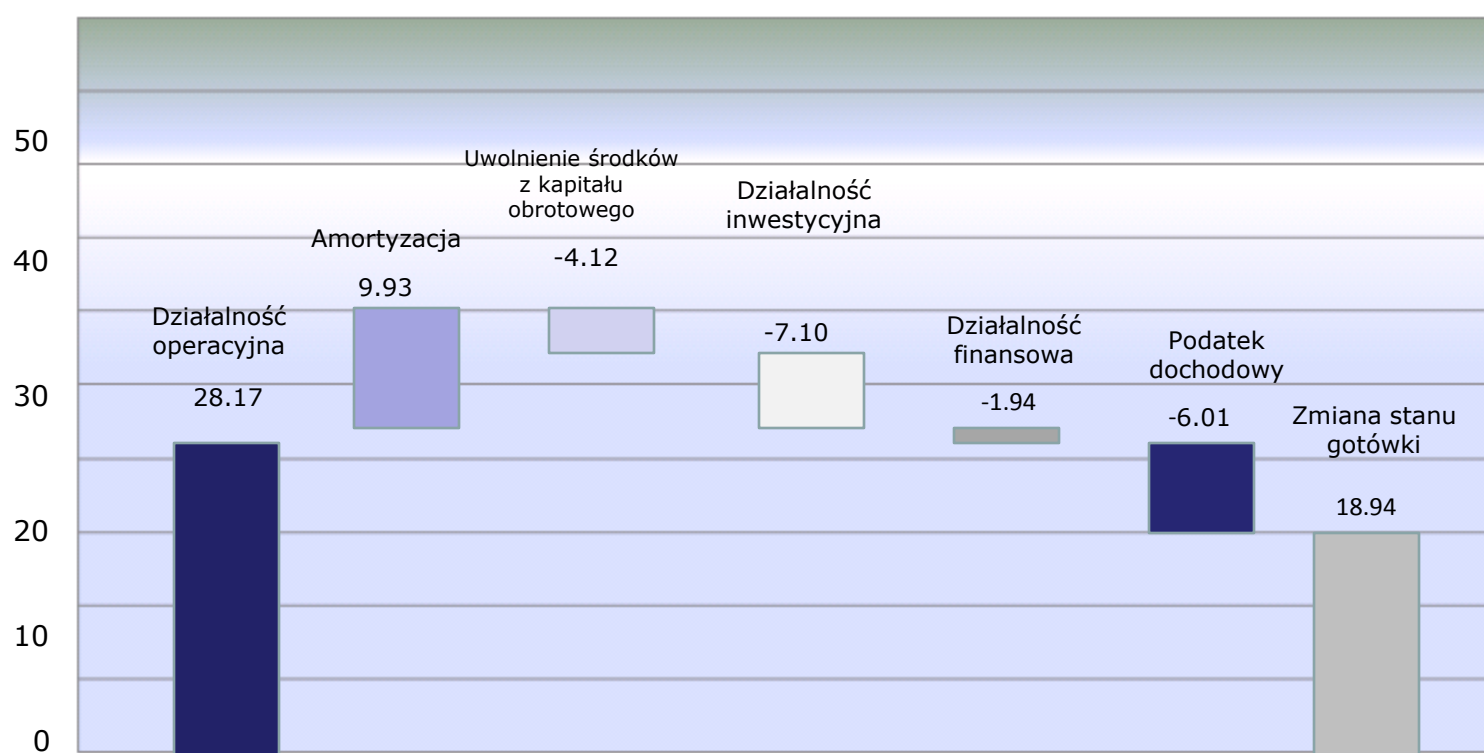 50
40
30
20
10
0
Działalność
operacyjna
28.17
Amortyzacja
9.93
Uwolnienie środków
z kapitału
obrotowego
-4.12
Działalność
inwestycyjna
-7.10
Działalność
finansowa
-1.94
Podatek
dochodowy
-6.01
Zmiana stanu
gotówki
18.94